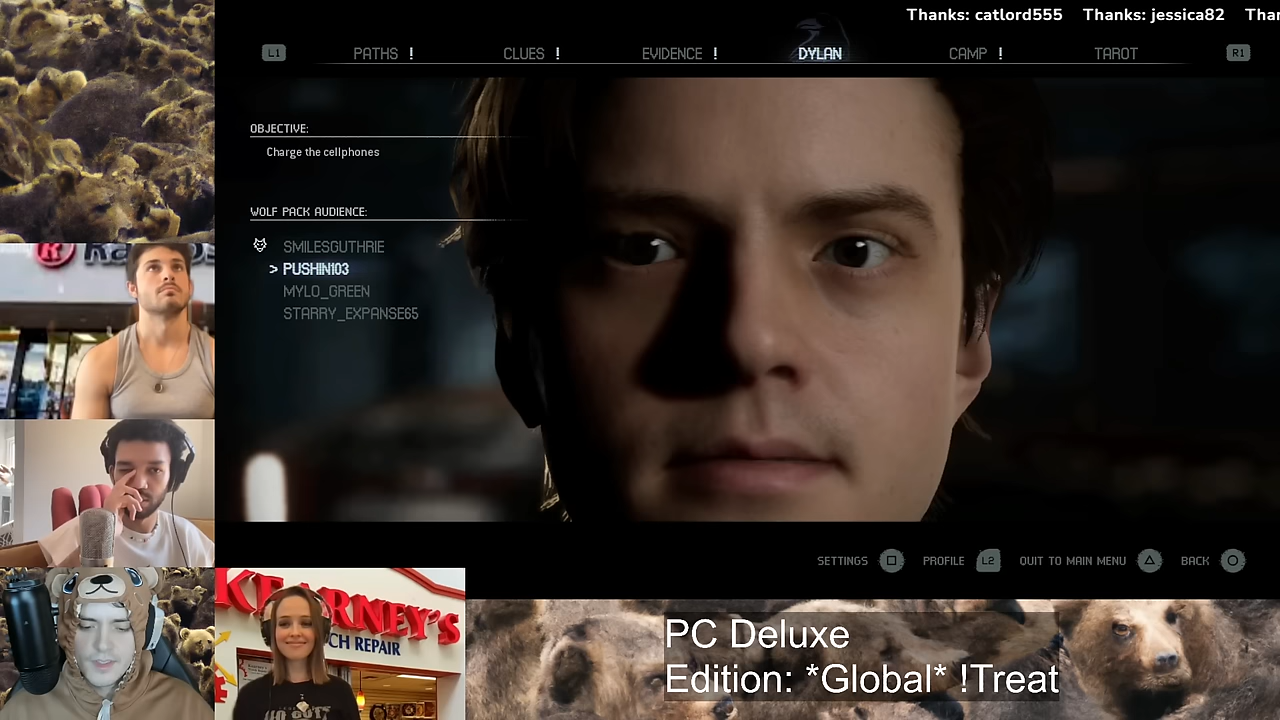 Thanks: catlord555 Thanks: jessica82
L1 PATHS ! CLUES ! EVIDENCE ! DYLAN CAMP ! TAROT R1
OBJECTIVE:
Charge the cellphones
WOLF PACK AUDIENCE:
SMILESGUTHRIE
> PUSHIN103
MYLO_GREEN
STARRY_EXPANSE65
SETTINGS PROFILE L2 QUIT TO MAIN MENU BACK
KEARNEY'S
CH REPAIR
PC Deluxe
Edition: *Global* !Treat